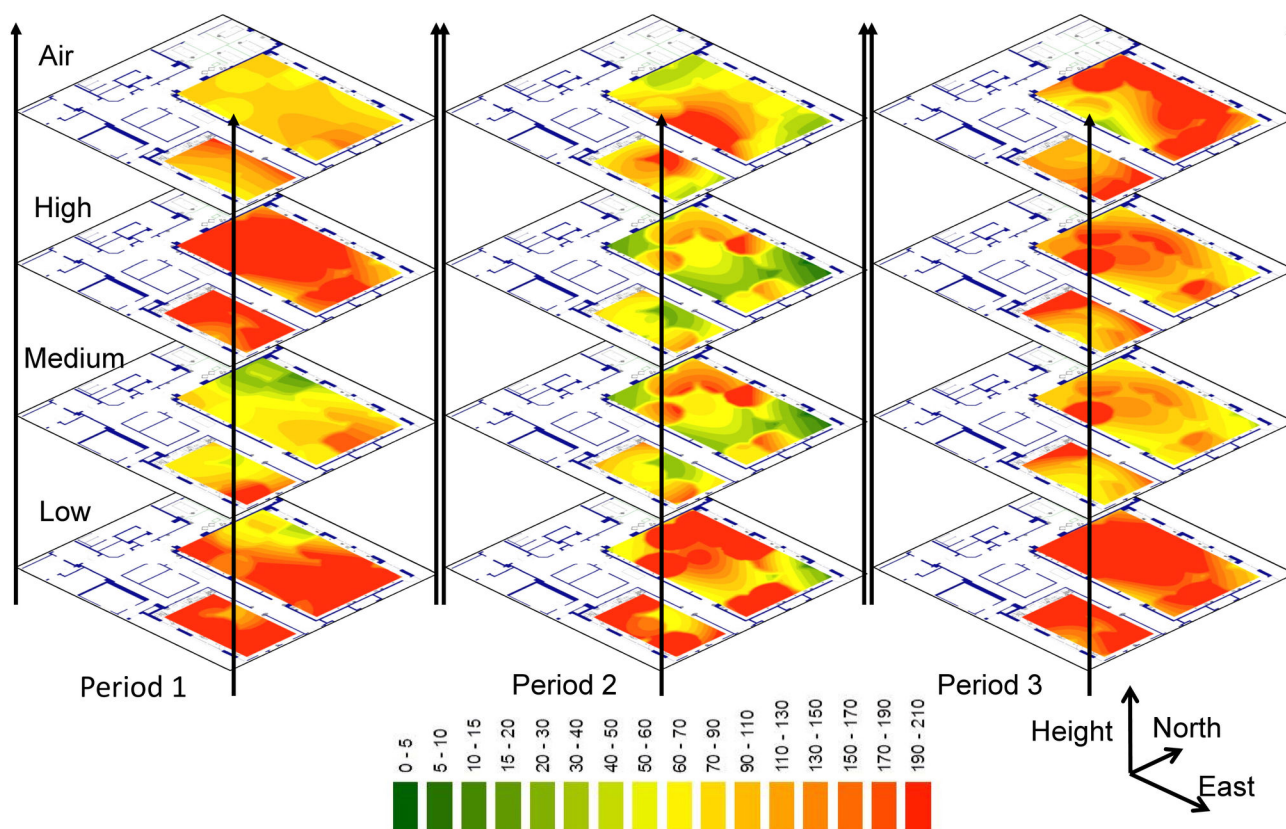 Air
High
Medium
Low
Period 1
Period 2
Period 3
Height
North
East
0 - 5
5 - 10
10 - 15
15 - 20
20 - 30
30 - 40
40 - 50
50 - 60
60 - 70
70 - 90
90 - 110
110 - 130
130 - 150
150 - 170
170 - 190
190 - 210